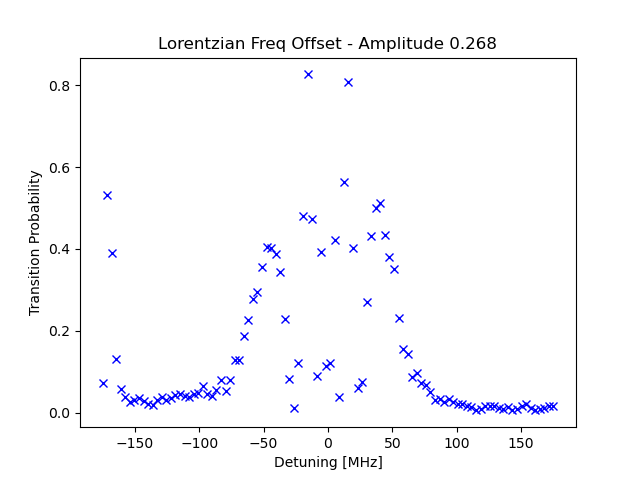 Lorentzian Freq Offset - Amplitude 0.268
Transition Probability
0.8
0.6
0.4
0.2
0.0
−150 −100 −50 0 50 100 150
Detuning [MHz]